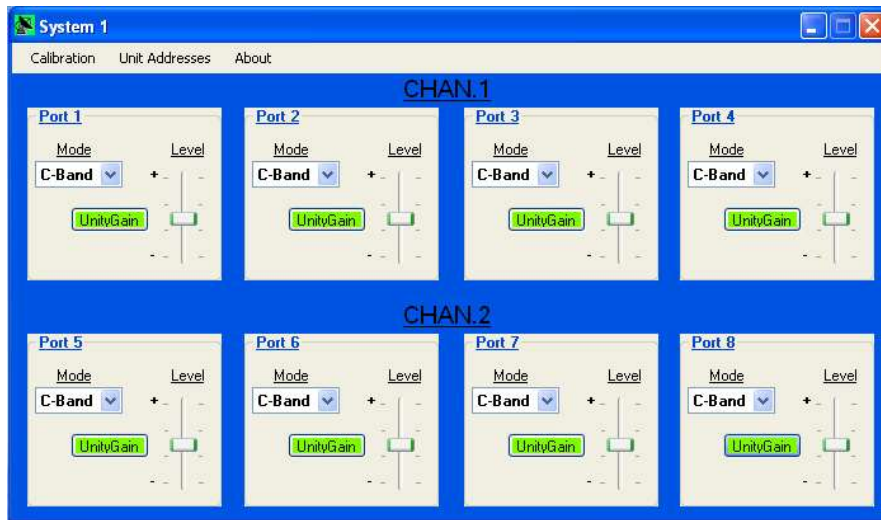 System 1
Calibration Unit Addresses About
CHAN.1
Port 1 Port 2 Port 3 Port 4
Mode Level Mode Level Mode Level Mode Level
C-Band + C-Band + C-Band + C-Band +
UnityGain UnityGain UnityGain UnityGain
- - - -
CHAN.2
Port 5 Port 6 Port 7 Port 8
Mode Level Mode Level Mode Level Mode Level
C-Band + C-Band + C-Band + C-Band +
UnityGain UnityGain UnityGain UnityGain
- - - -